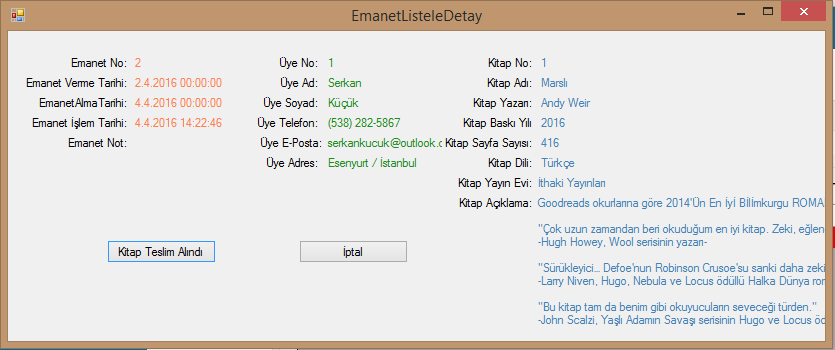 EmanetListeleDetay
Emanet No: 2
Emanet Verme Tarihi: 2.4.2016 00:00:00
EmanetAlmaTarihi: 4.4.2016 00:00:00
Emanet İşlem Tarihi: 4.4.2016 14:22:46
Emanet Not:
Üye No: 1
Üye Ad: Serkan
Üye Soyad: Küçük
Üye Telefon: (538) 282-5867
Üye E-Posta: serkankucuk@outlook.c
Üye Adres: Esenyurt / İstanbul
Kitap No: 1
Kitap Adı: Marslı
Kitap Yazarı: Andy Weir
Kitap Baskı Yılı 2016
Kitap Sayfa Sayısı: 416
Kitap Dili: Türkçe
Kitap Yayın Evi: İthaki Yayınları
Kitap Açıklama: Goodreads okurlarına göre 2014'Ün En İyİ Bİlİmkurgu ROMA
"Çok uzun zamandan beri okuduğum en iyi kitap. Zeki, eğlen
-Hugh Howey, Wool serisinin yazarı-
"Sürükleyici... Defoe'nun Robinson Crusoe'su sanki daha zeki
-Larry Niven, Hugo, Nebula ve Locus ödüllü Halka Dünya ror
"Bu kitap tam da benim gibi okuyucuların seveceği türden."
-John Scalzi, Yaşlı Adamın Savaşı serisinin Hugo ve Locus öd
Kitap Teslim Alındı
İptal